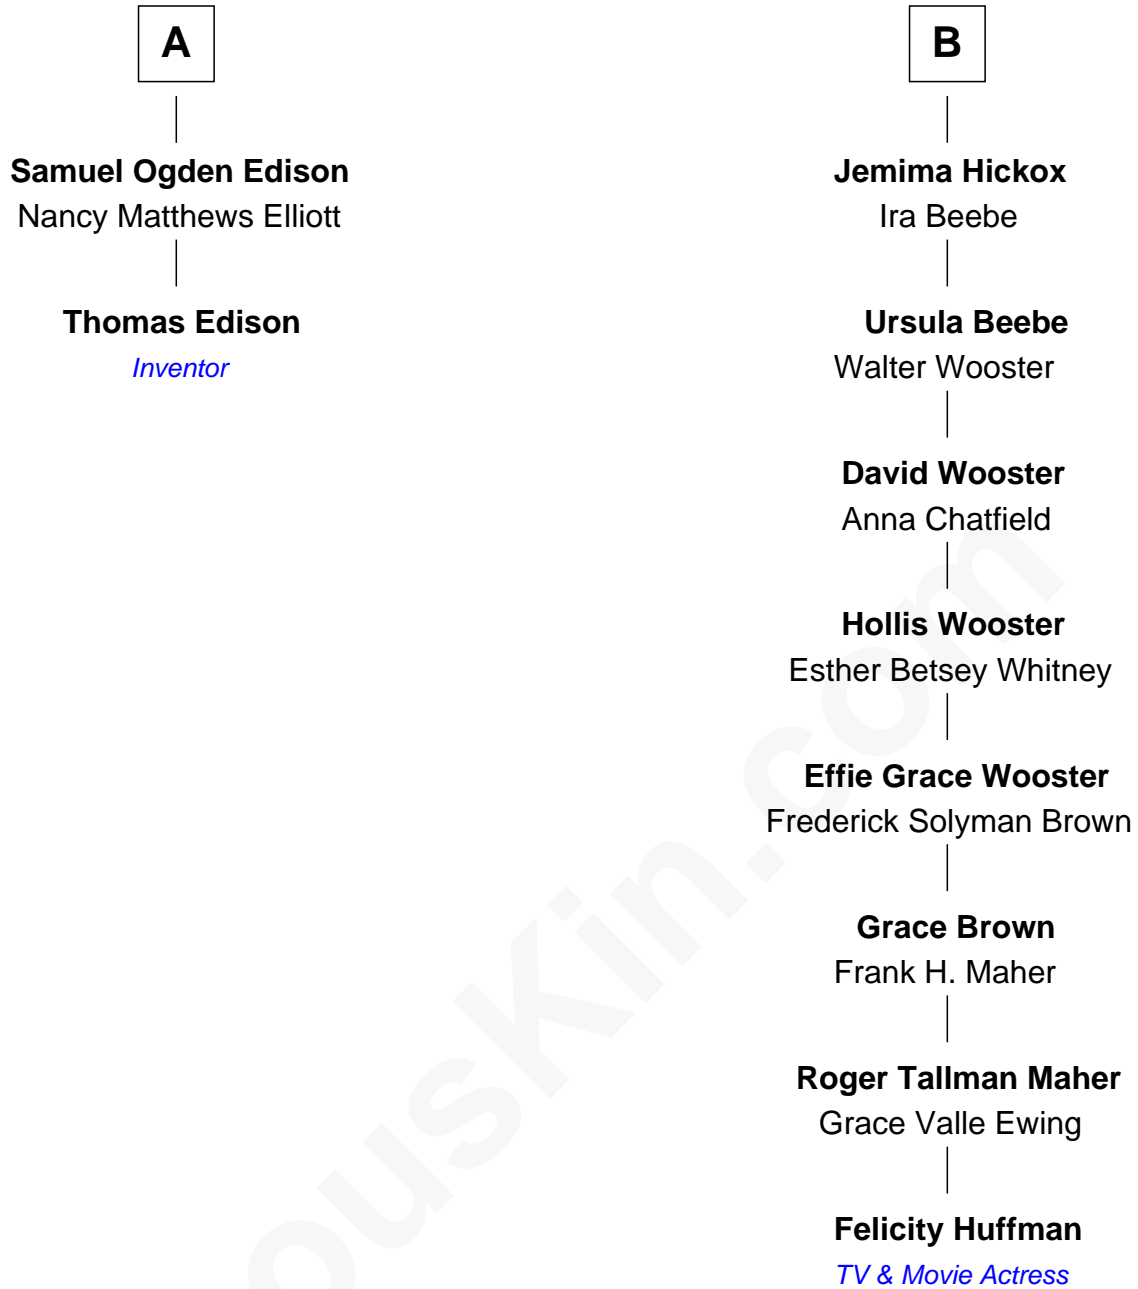 A
Samuel Ogden Edison
Nancy Matthews Elliott
Thomas Edison
Inventor
B
Jemima Hickox
Ira Beebe
Ursula Beebe
Walter Wooster
David Wooster
Anna Chatfield
Hollis Wooster
Esther Betsey Whitney
Effie Grace Wooster
Frederick Solyman Brown
Grace Brown
Frank H. Maher
Roger Tallman Maher
Grace Valle Ewing
Felicity Huffman
TV & Movie Actress
ousKin.com